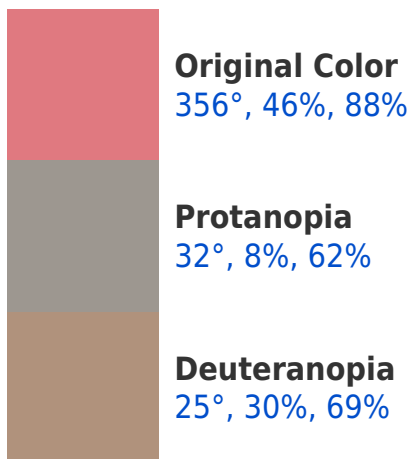 Original Color
356°, 46%, 88%
Protanopia
32°, 8%, 62%
Deuteranopia
25°, 30%, 69%